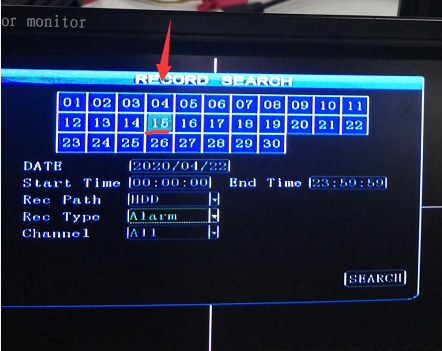 or monitor
RECORD SEARCH
01 02 03 04 05 06 07 08 09 10 11
12 13 14 15 16 17 18 19 20 21 22
23 24 25 26 27 28 29 30
DATE [2020/04/22]
Start Time [00:00:00] End Time [23:59:59]
Rec Path HDD
Rec Type Alarm
Channel All
[SEARCH]